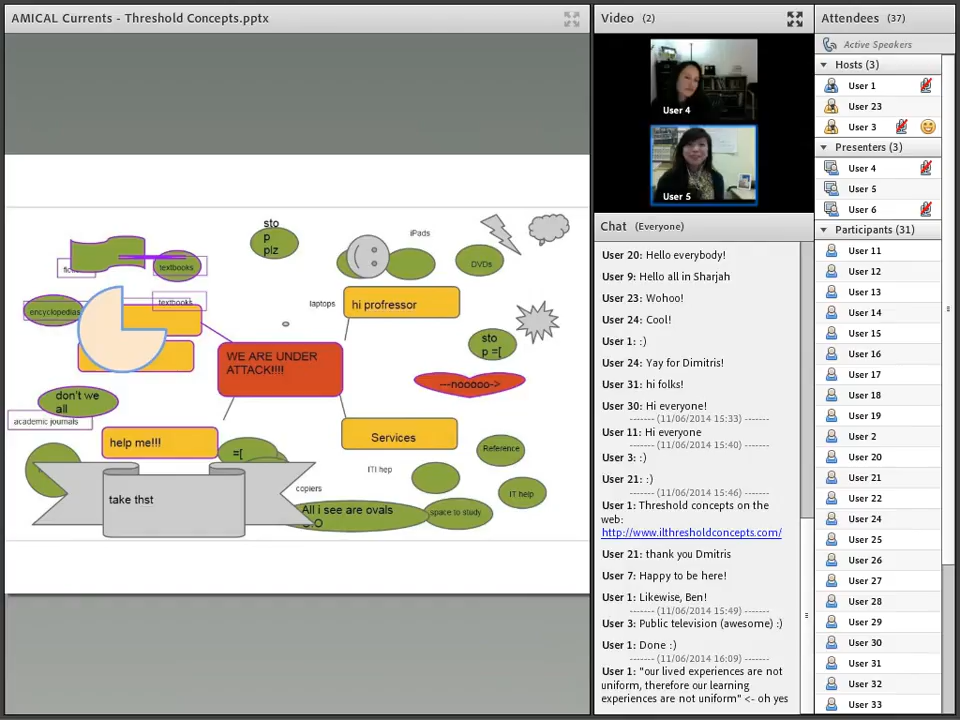 AMICAL Currents - Threshold Concepts.pptx
sto
p
plz
iPads
textbooks
DVDs
textbooks
laptops
hi profressor
encyclopedias
sto
p =[
WE ARE UNDER
ATTACK!!!!
---nooooo->
don't we
all
academic journals
Services
help me!!!
=[
Reference
ITI hep
copiers
IT help
take thst
All i see are ovals
space to study
Video (2)
User 4
User 5
Chat (Everyone)
User 20: Hello everybody!
User 9: Hello all in Sharjah
User 23: Wohoo!
User 24: Cool!
User 1: :)
User 24: Yay for Dimitris!
User 31: hi folks!
User 30: Hi everyone!
------- (11/06/2014 15:33) -------
User 11: Hi everyone
------- (11/06/2014 15:40) -------
User 3: :)
User 21: :)
------- (11/06/2014 15:46) -------
User 1: Threshold concepts on the
web:
http://www.ilthresholdconcepts.com/
User 21: thank you Dmitris
User 7: Happy to be here!
User 1: Likewise, Ben!
------- (11/06/2014 15:49) -------
User 3: Public television (awesome) :)
User 1: Done :)
------- (11/06/2014 16:09) -------
User 1: "our lived experiences are not
uniform, therefore our learning
experiences are not uniform" <- oh yes
Attendees (37)
Active Speakers
Hosts (3)
User 1
User 23
User 3
Presenters (3)
User 4
User 5
User 6
Participants (31)
User 11
User 12
User 13
User 14
User 15
User 16
User 17
User 18
User 19
User 2
User 20
User 21
User 22
User 24
User 25
User 26
User 27
User 28
User 29
User 30
User 31
User 32
User 33